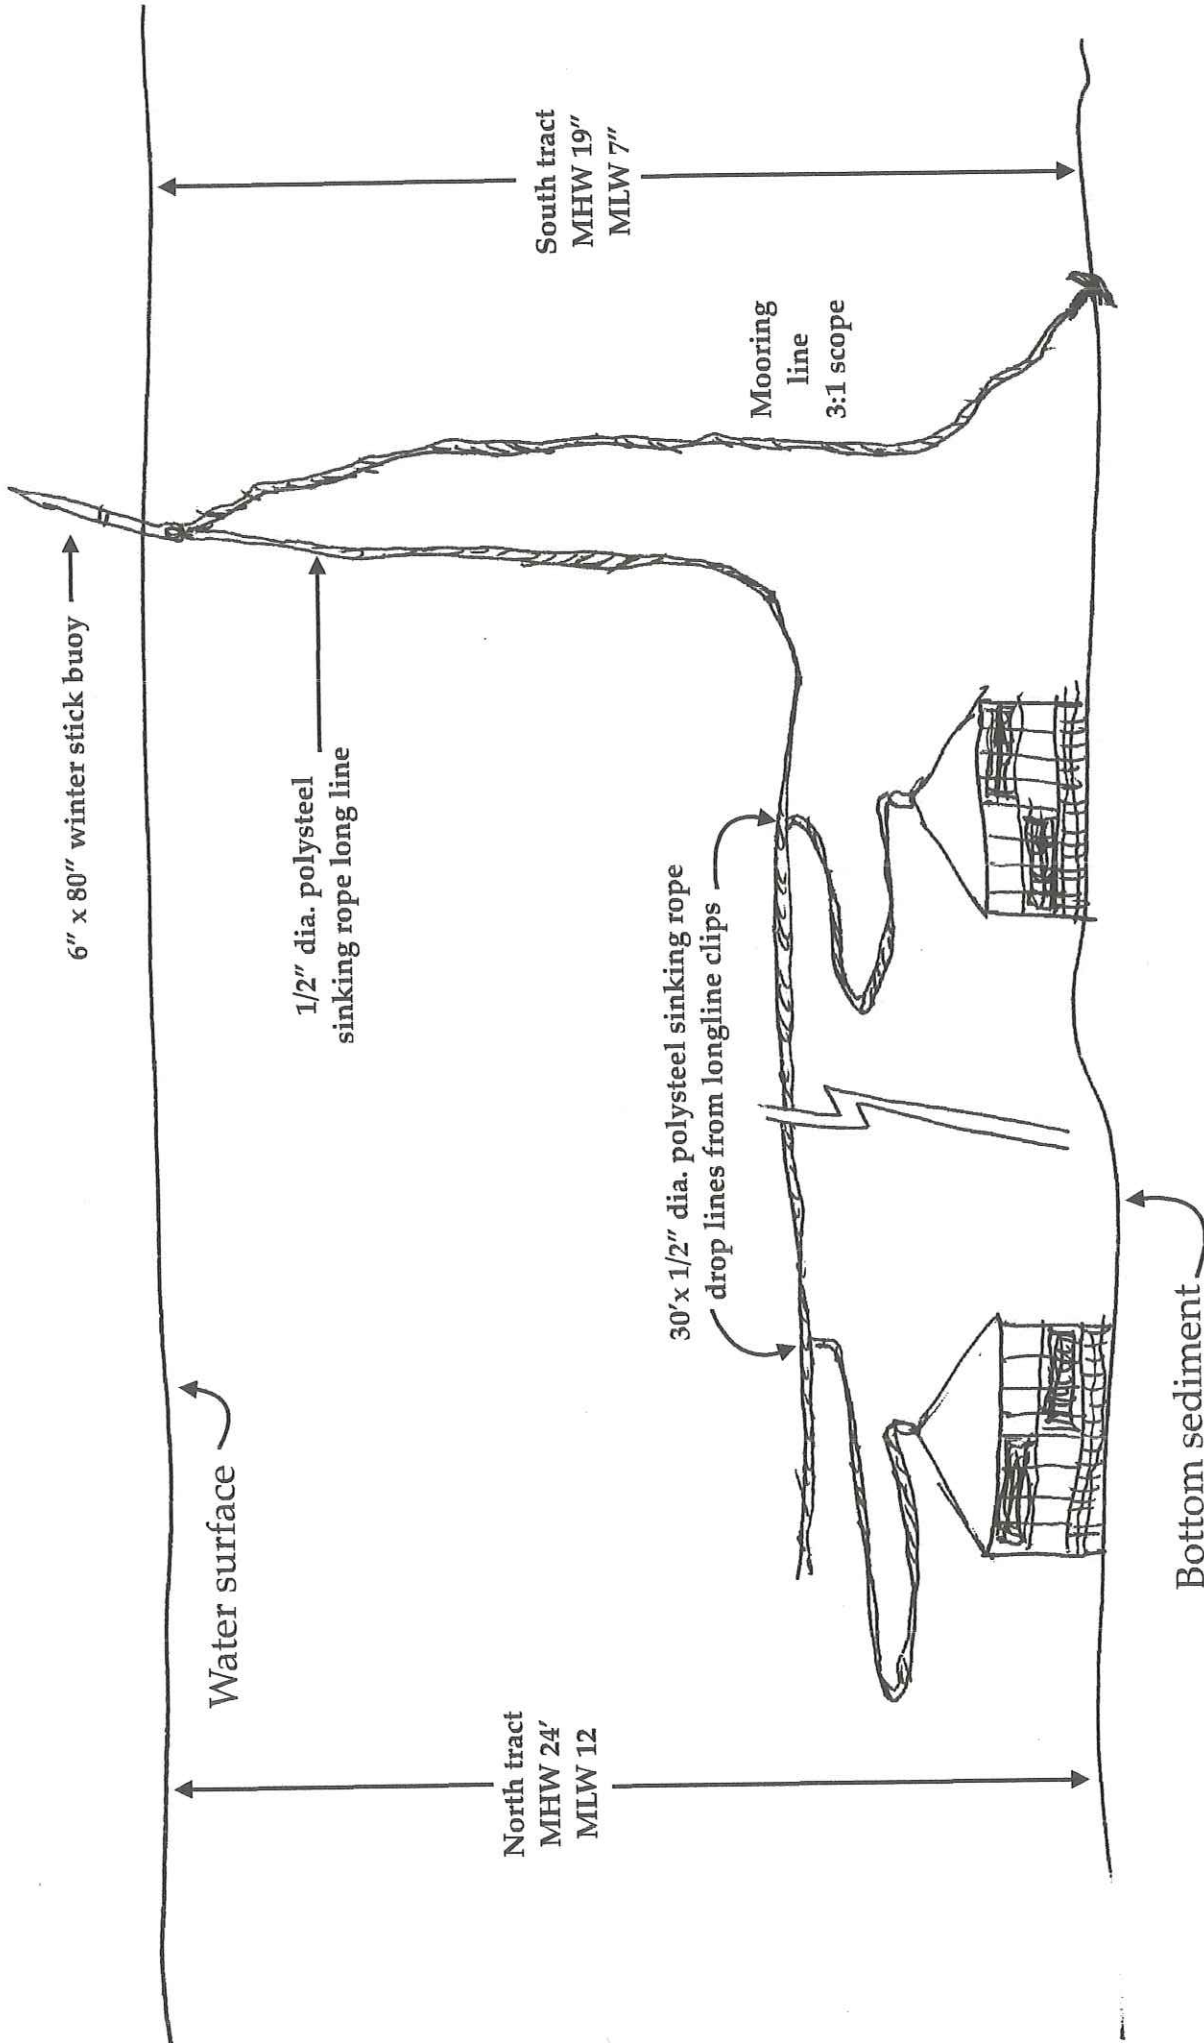 6" x 80" winter stick buoy
1/2" dia. polysteel
sinking rope long line
South tract
MHW 19"
MLW 7"
Mooring
line
3:1 scope
30'x 1/2" dia. polysteel sinking rope
drop lines from longline clips
Water surface
North tract
MHW 24'
MLW 12
Bottom sediment